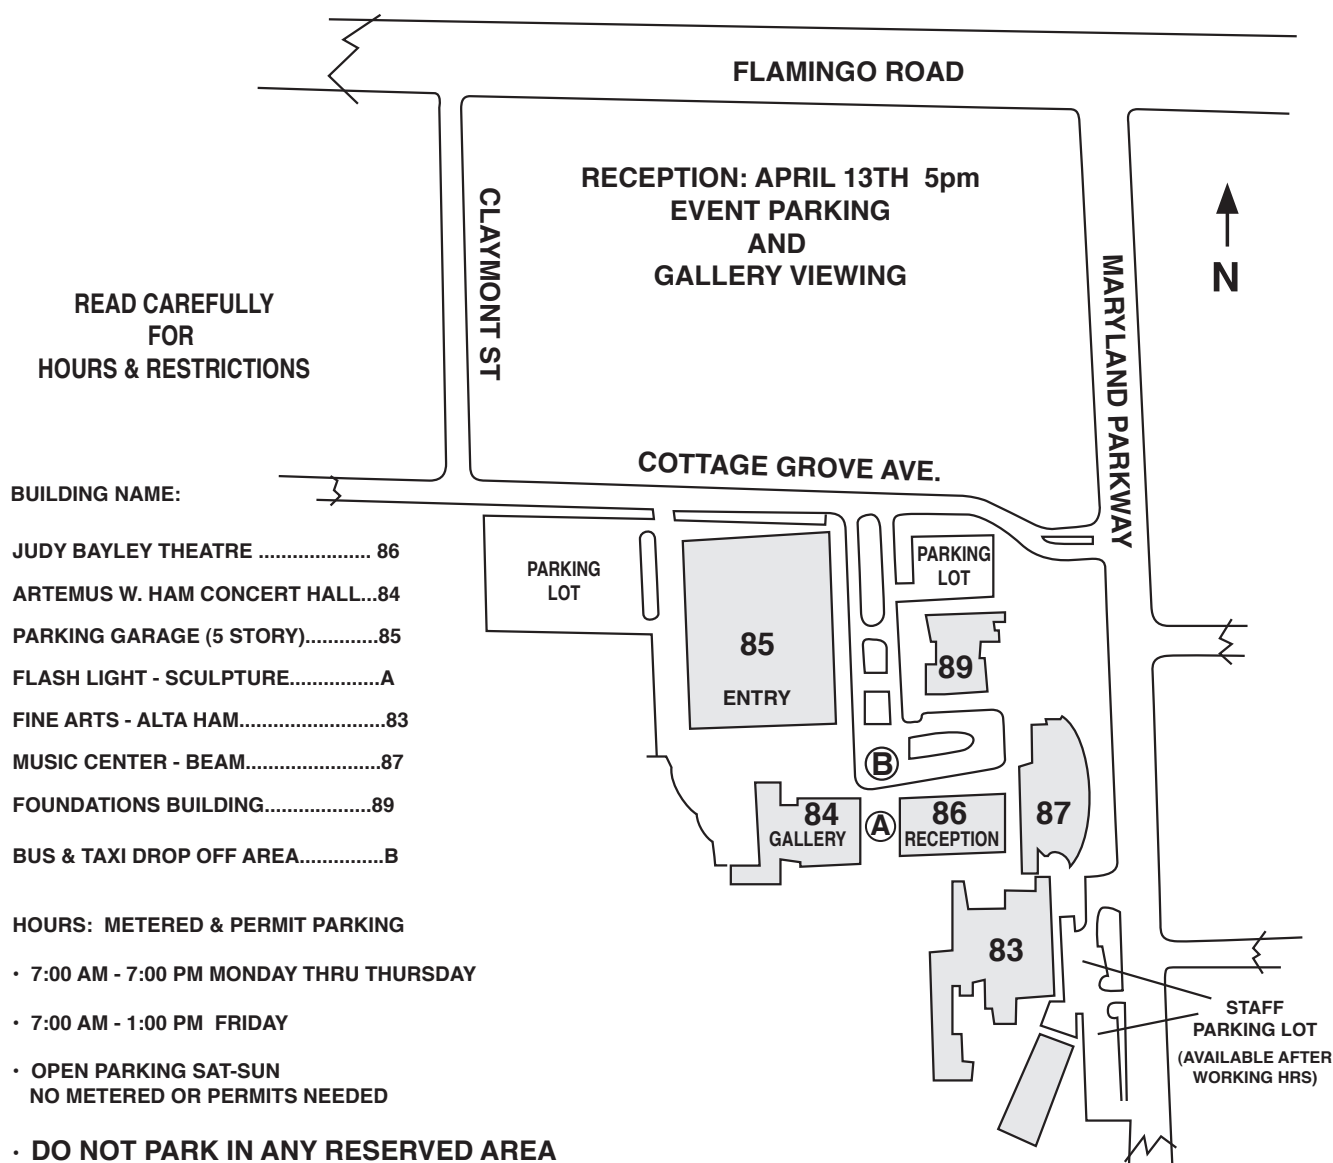 FLAMINGO ROAD
RECEPTION: APRIL 13TH 5pm
EVENT PARKING
AND
GALLERY VIEWING
CLAYMONT ST
MARYLAND PARKWAY
N
READ CAREFULLY
FOR
HOURS & RESTRICTIONS
COTTAGE GROVE AVE.
BUILDING NAME:
JUDY BAYLEY THEATRE .................... 86
ARTEMUS W. HAM CONCERT HALL...84
PARKING GARAGE (5 STORY).............85
FLASH LIGHT - SCULPTURE................A
FINE ARTS - ALTA HAM.........................83
MUSIC CENTER - BEAM........................87
FOUNDATIONS BUILDING...................89
BUS & TAXI DROP OFF AREA...............B
HOURS: METERED & PERMIT PARKING
· 7:00 AM - 7:00 PM MONDAY THRU THURSDAY
· 7:00 AM - 1:00 PM FRIDAY
· OPEN PARKING SAT-SUN
NO METERED OR PERMITS NEEDED
· DO NOT PARK IN ANY RESERVED AREA
PARKING
LOT
85
ENTRY
PARKING
LOT
89
B
84
GALLERY
A
86
RECEPTION
87
83
STAFF
PARKING LOT
(AVAILABLE AFTER
WORKING HRS)